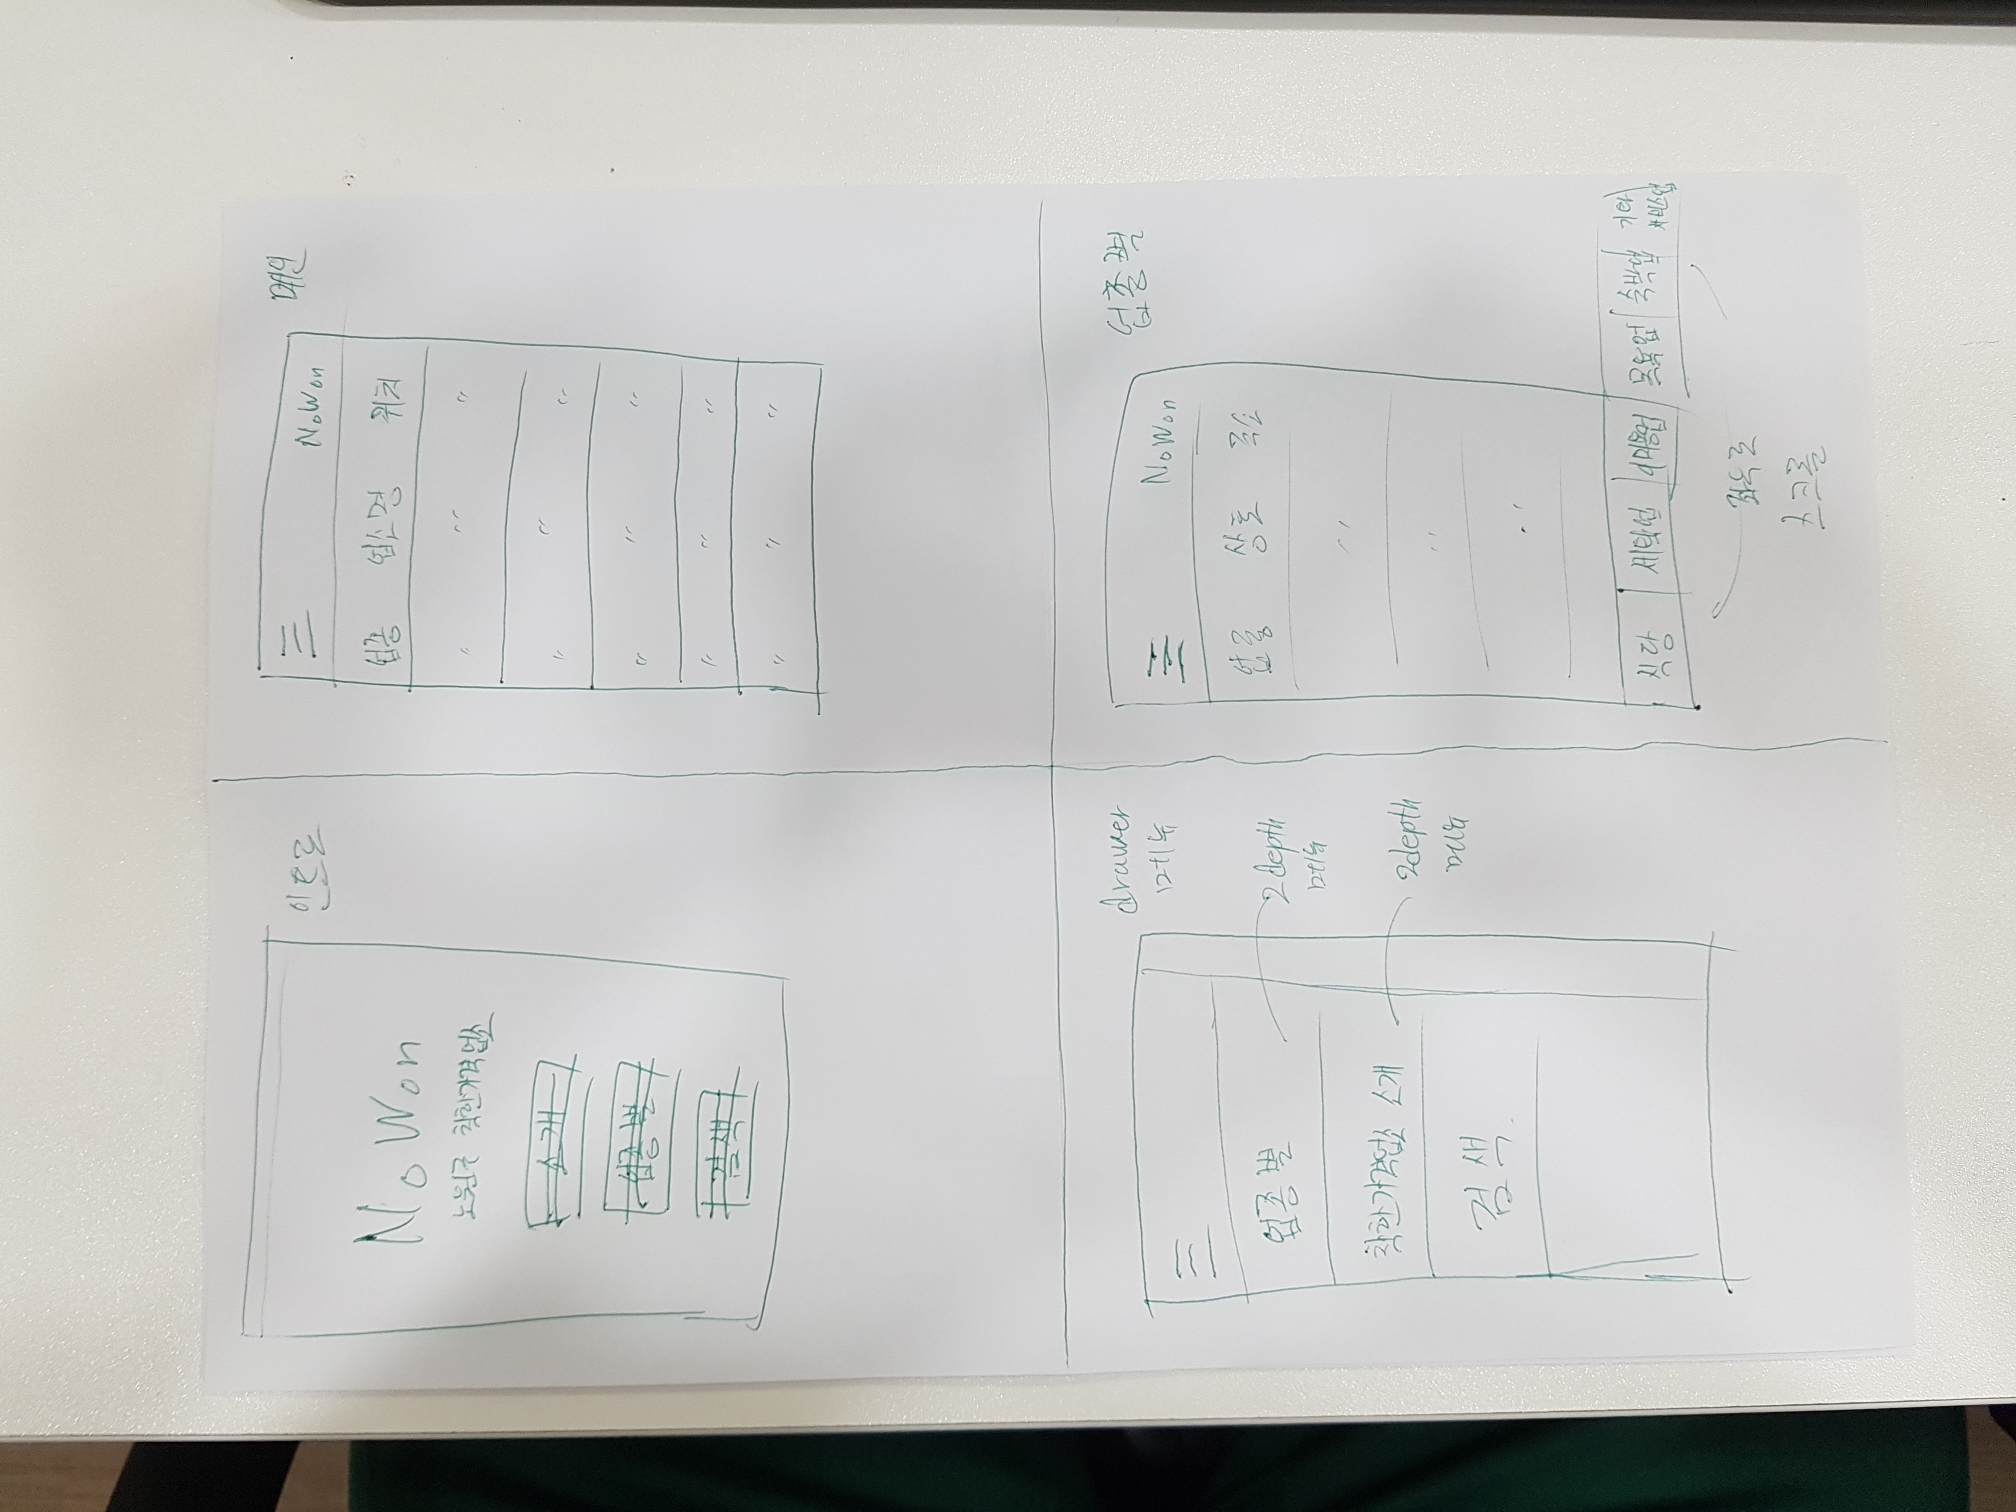 인트로
NoWon
노원구 착한가격업소
소개
업종별
검색
메인
NoWon
업종 업소명 위치
〃 〃 〃
〃 〃 〃
〃 〃 〃
〃 〃 〃
〃 〃 〃
drawer
메뉴
업종별
2depth
메뉴
착한가격업소 소개
2depth
메뉴
검색
업종별
NoWon
업종 상호 주소
〃
〃
〃
식당 세탁업 이미용업 목욕업 숙박업 기타
서비스업
좌우로
스크롤